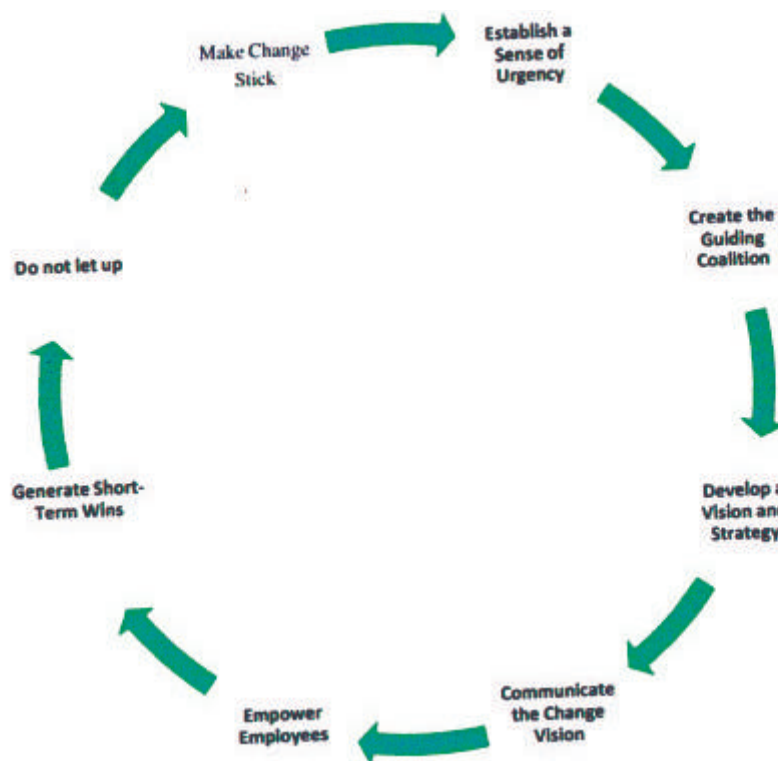 Establish a
Sense of
Urgency
Create the
Guiding
Coalition
Develop a
Vision and
Strategy
Communicate
the Change
Vision
Empower
Employees
Generate Short-
Term Wins
Do not let up
Make Change
Stick